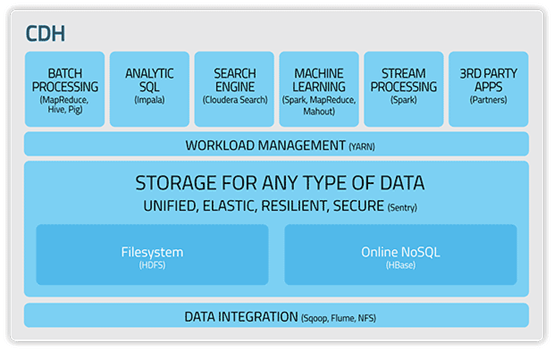 CDH
BATCH
PROCESSING
(MapReduce,
Hive, Pig)
ANALYTIC
SQL
(Impala)
SEARCH
ENGINE
(Cloudera Search)
MACHINE
LEARNING
(Spark, MapReduce,
Mahout)
STREAM
PROCESSING
(Spark)
3RD PARTY
APPS
(Partners)
WORKLOAD MANAGEMENT (YARN)
STORAGE FOR ANY TYPE OF DATA
UNIFIED, ELASTIC, RESILIENT, SECURE (Sentry)
Filesystem
(HDFS)
Online NoSQL
(HBase)
DATA INTEGRATION (Sqoop, Flume, NFS)